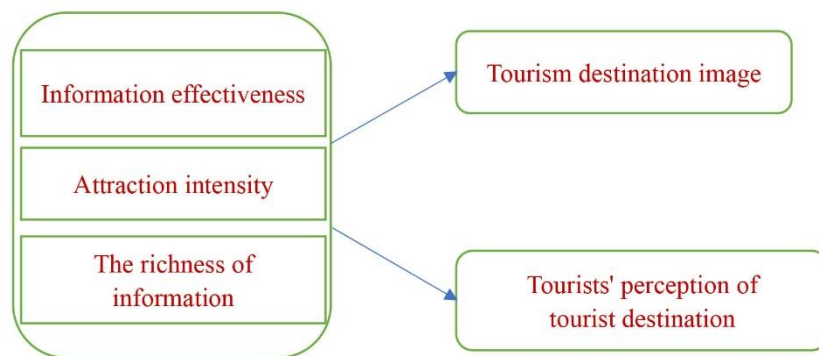 Information effectiveness
Attraction intensity
The richness of
information
Tourism destination image
Tourists' perception of
tourist destination